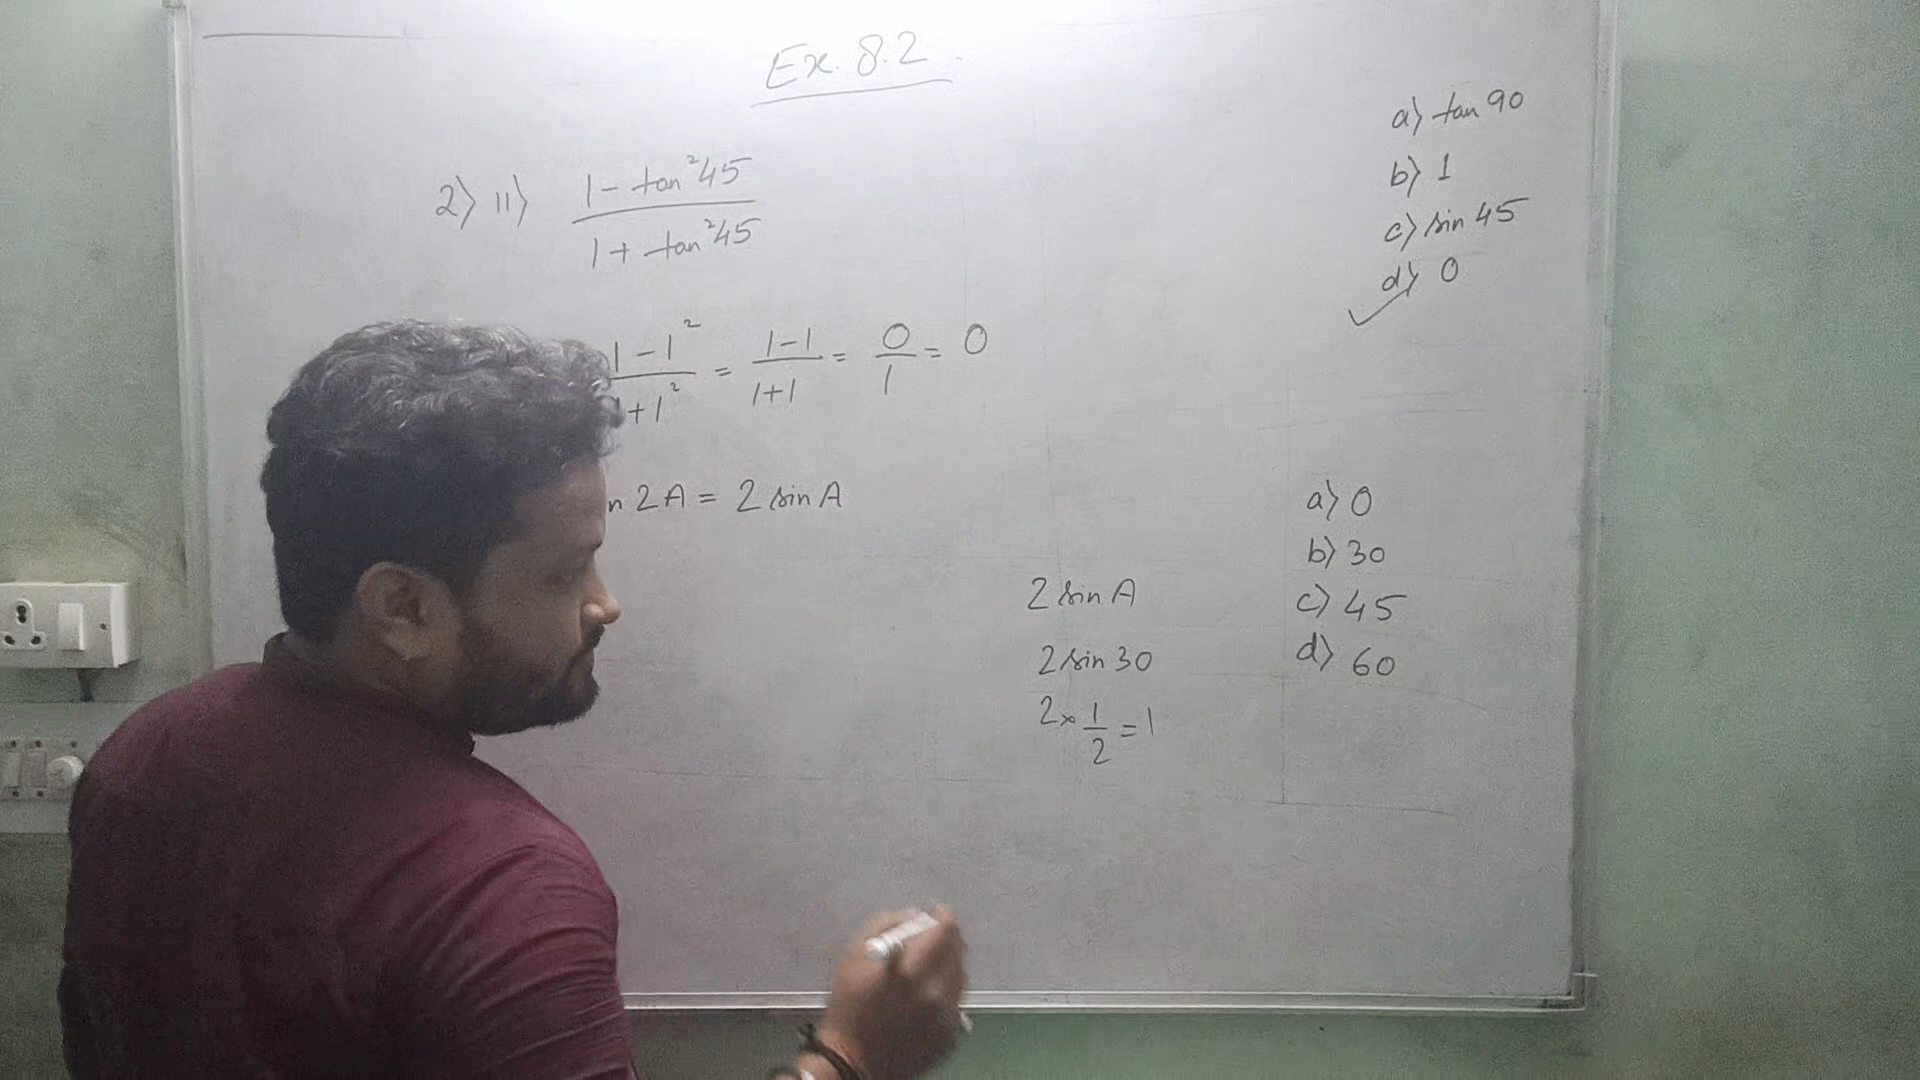 Ex. 8.2
2) ii) 1 - tan²45 / 1 + tan²45
a) tan 90
b) 1
c) sin 45
d) 0
1 - 1² / + 1² = 1-1 / 1+1 = 0 / 1 = 0
n 2A = 2 sin A
a) 0
b) 30
c) 45
d) 60
2 sin A
2 sin 30
2 × 1/2 = 1